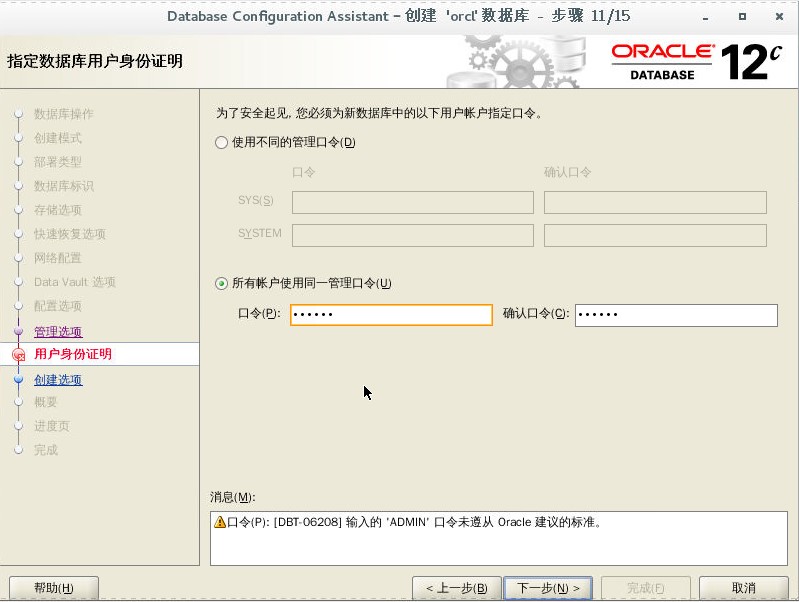 Database Configuration Assistant – 创建 'orcl' 数据库 - 步骤 11/15
指定数据库用户身份证明
ORACLE
DATABASE
12c
数据库操作
创建模式
部署类型
数据库标识
存储选项
快速恢复选项
网络配置
Data Vault 选项
配置选项
管理选项
用户身份证明
创建选项
概要
进度页
完成
为了安全起见, 您必须为新数据库中的以下用户帐户指定口令。
使用不同的管理口令(D)
口令 确认口令
SYS(S)
SYSTEM
所有帐户使用同一管理口令(U)
口令(P): •••••• 确认口令(C): ••••••
消息(M):
口令(P): [DBT-06208] 输入的 'ADMIN' 口令未遵从 Oracle 建议的标准。
帮助(H) < 上一步(B) 下一步(N) > 完成(F) 取消